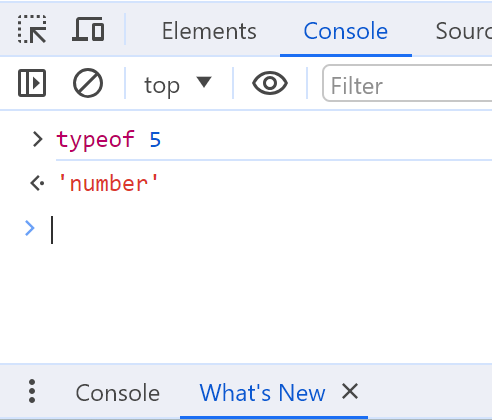 Elements Console Sourc
top Filter
> typeof 5
'number'
>
Console What's New